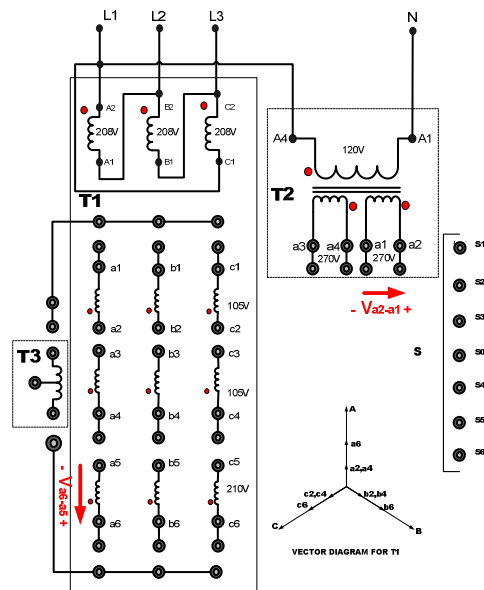 L1 L2 L3 N
A2 B2 C2
208V 208V 208V
A1 B1 C1
T1
A4 A1
120V
T2
a3 a4 a1 a2
270V 270V
- Va2-a1 +
a1 b1 c1
105V
a2 b2 c2
T3
a3 b3 c3
105V
a4 b4 c4
a5 b5 c5
210V
a6 b6 c6
- Va6-a5 +
S
S1
S2
S3
S0
S4
S5
S6
A
a6
a2,a4
c2,c4 b2,b4
c6 b6
C B
VECTOR DIAGRAM FOR T1